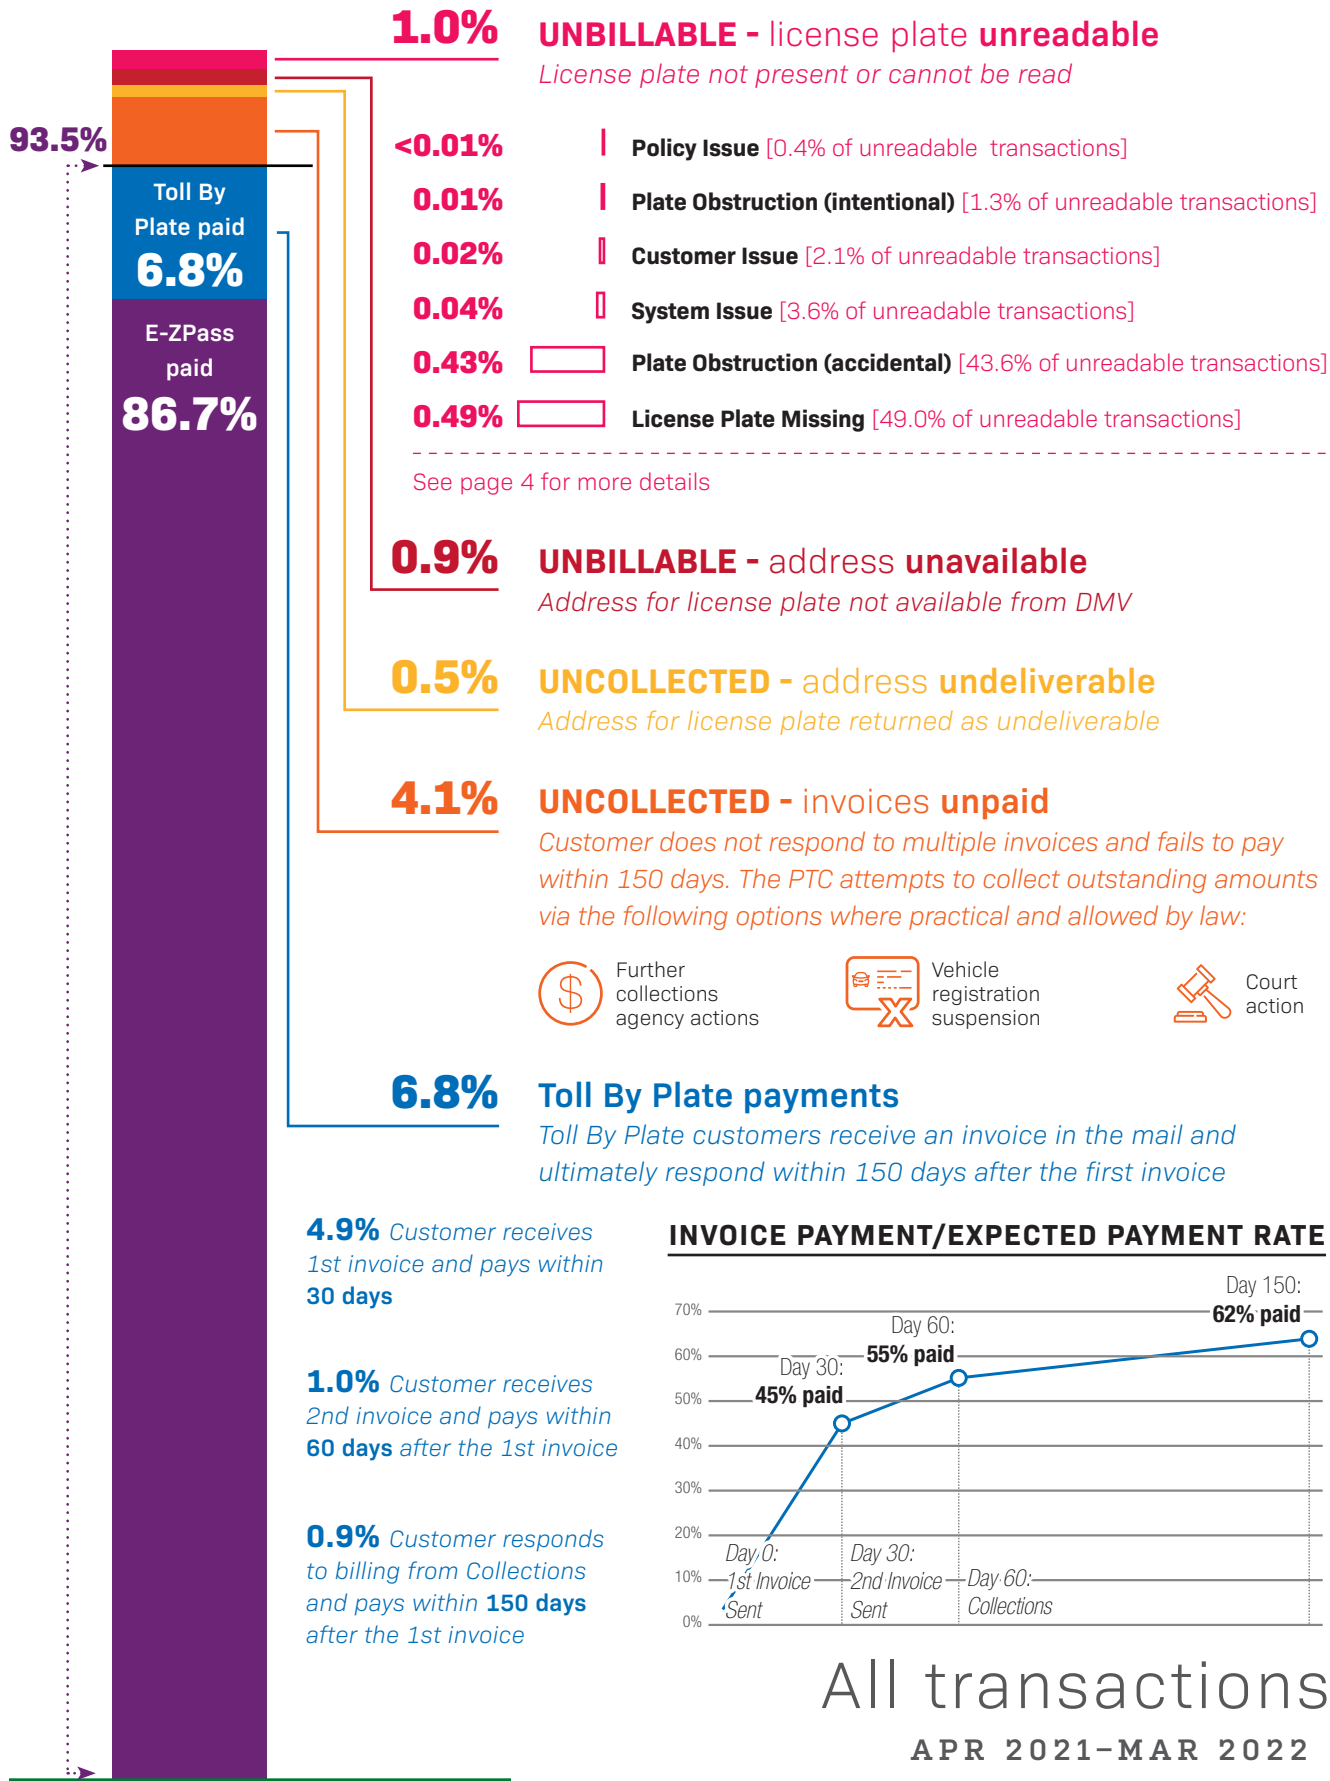 93.5%
Toll By
Plate paid
6.8%
E-ZPass
paid
86.7%
1.0% UNBILLABLE - license plate unreadable
License plate not present or cannot be read
<0.01% Policy Issue [0.4% of unreadable transactions]
0.01% Plate Obstruction (intentional) [1.3% of unreadable transactions]
0.02% Customer Issue [2.1% of unreadable transactions]
0.04% System Issue [3.6% of unreadable transactions]
0.43% Plate Obstruction (accidental) [43.6% of unreadable transactions]
0.49% License Plate Missing [49.0% of unreadable transactions]
See page 4 for more details
0.9% UNBILLABLE - address unavailable
Address for license plate not available from DMV
0.5% UNCOLLECTED - address undeliverable
Address for license plate returned as undeliverable
4.1% UNCOLLECTED - invoices unpaid
Customer does not respond to multiple invoices and fails to pay
within 150 days. The PTC attempts to collect outstanding amounts
via the following options where practical and allowed by law:
$
Further
collections
agency actions
X
Vehicle
registration
suspension
Court
action
6.8% Toll By Plate payments
Toll By Plate customers receive an invoice in the mail and
ultimately respond within 150 days after the first invoice
4.9% Customer receives
1st invoice and pays within
30 days
1.0% Customer receives
2nd invoice and pays within
60 days after the 1st invoice
0.9% Customer responds
to billing from Collections
and pays within 150 days
after the 1st invoice
INVOICE PAYMENT/EXPECTED PAYMENT RATE
70%
60%
50%
40%
30%
20%
10%
0%
Day 30:
45% paid
Day 60:
55% paid
Day 150:
62% paid
Day 0:
1st Invoice
Sent
Day 30:
2nd Invoice
Sent
Day 60:
Collections
All transactions
APR 2021–MAR 2022